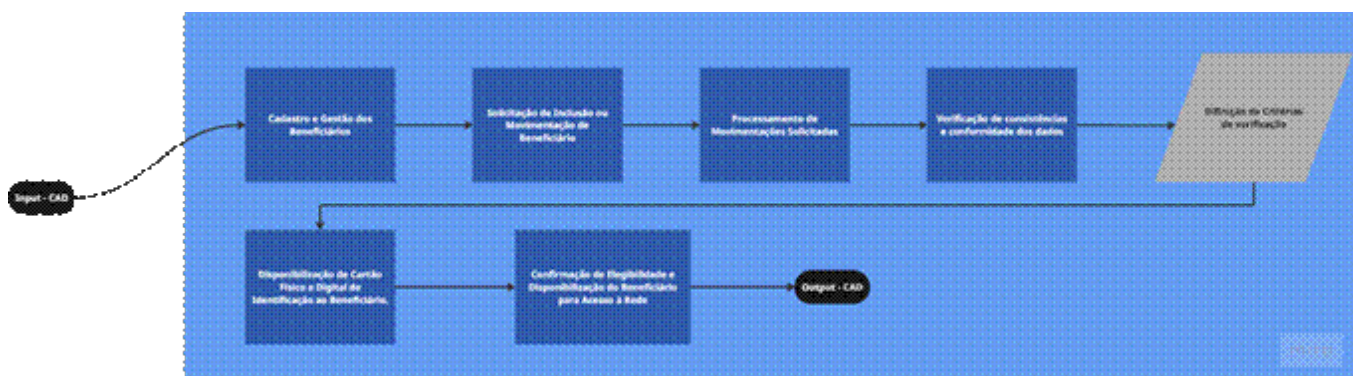 Input - CAD
Cadastro e Gestão dos
Beneficiários
Solicitação de Inclusão ou
Movimentação de
Beneficiário
Processamento de
Movimentações Solicitadas
Verificação de consistências
e conformidade dos dados
Definição de Critérios
de verificação
Disponibilização de Cartão
Físico e Digital de
Identificação ao Beneficiário.
Confirmação de Elegibilidade e
Disponibilização do Beneficiário
para Acesso à Rede
Output - CAD